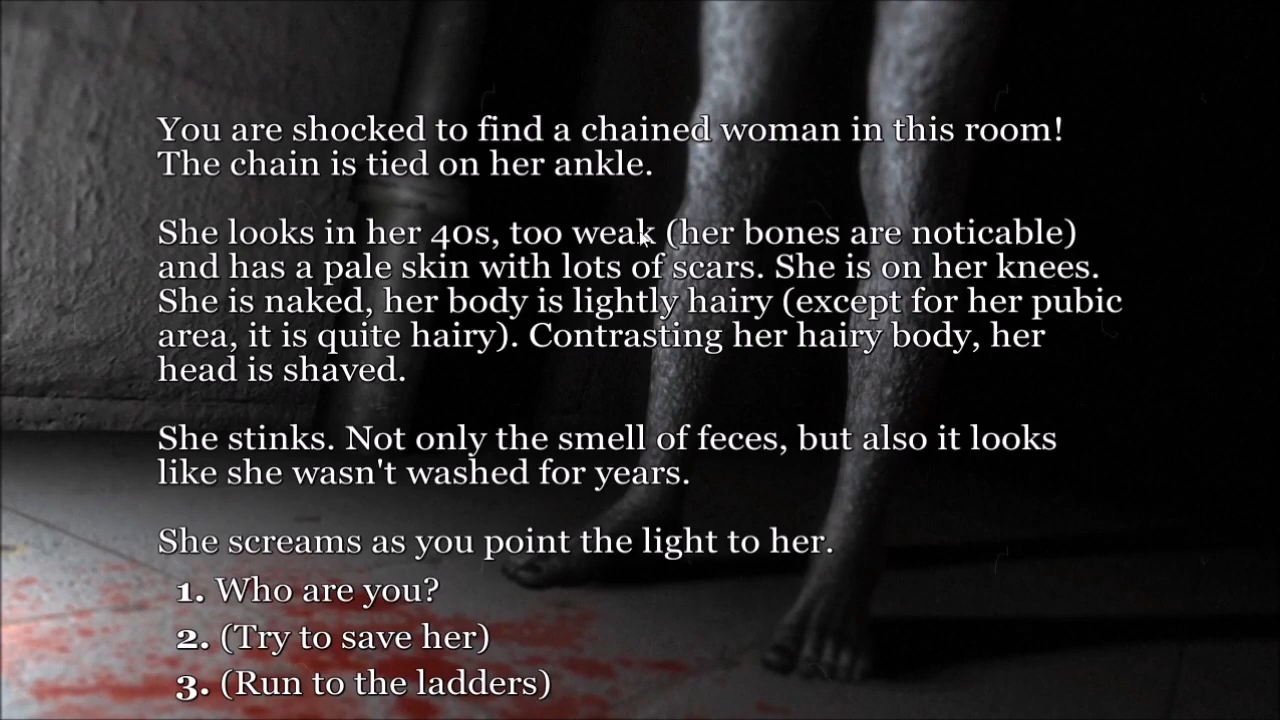 You are shocked to find a chained woman in this room!
The chain is tied on her ankle.
She looks in her 40s, too weak (her bones are noticable)
and has a pale skin with lots of scars. She is on her knees.
She is naked, her body is lightly hairy (except for her pubic
area, it is quite hairy). Contrasting her hairy body, her
head is shaved.
She stinks. Not only the smell of feces, but also it looks
like she wasn't washed for years.
She screams as you point the light to her.
1. Who are you?
2. (Try to save her)
3. (Run to the ladders)